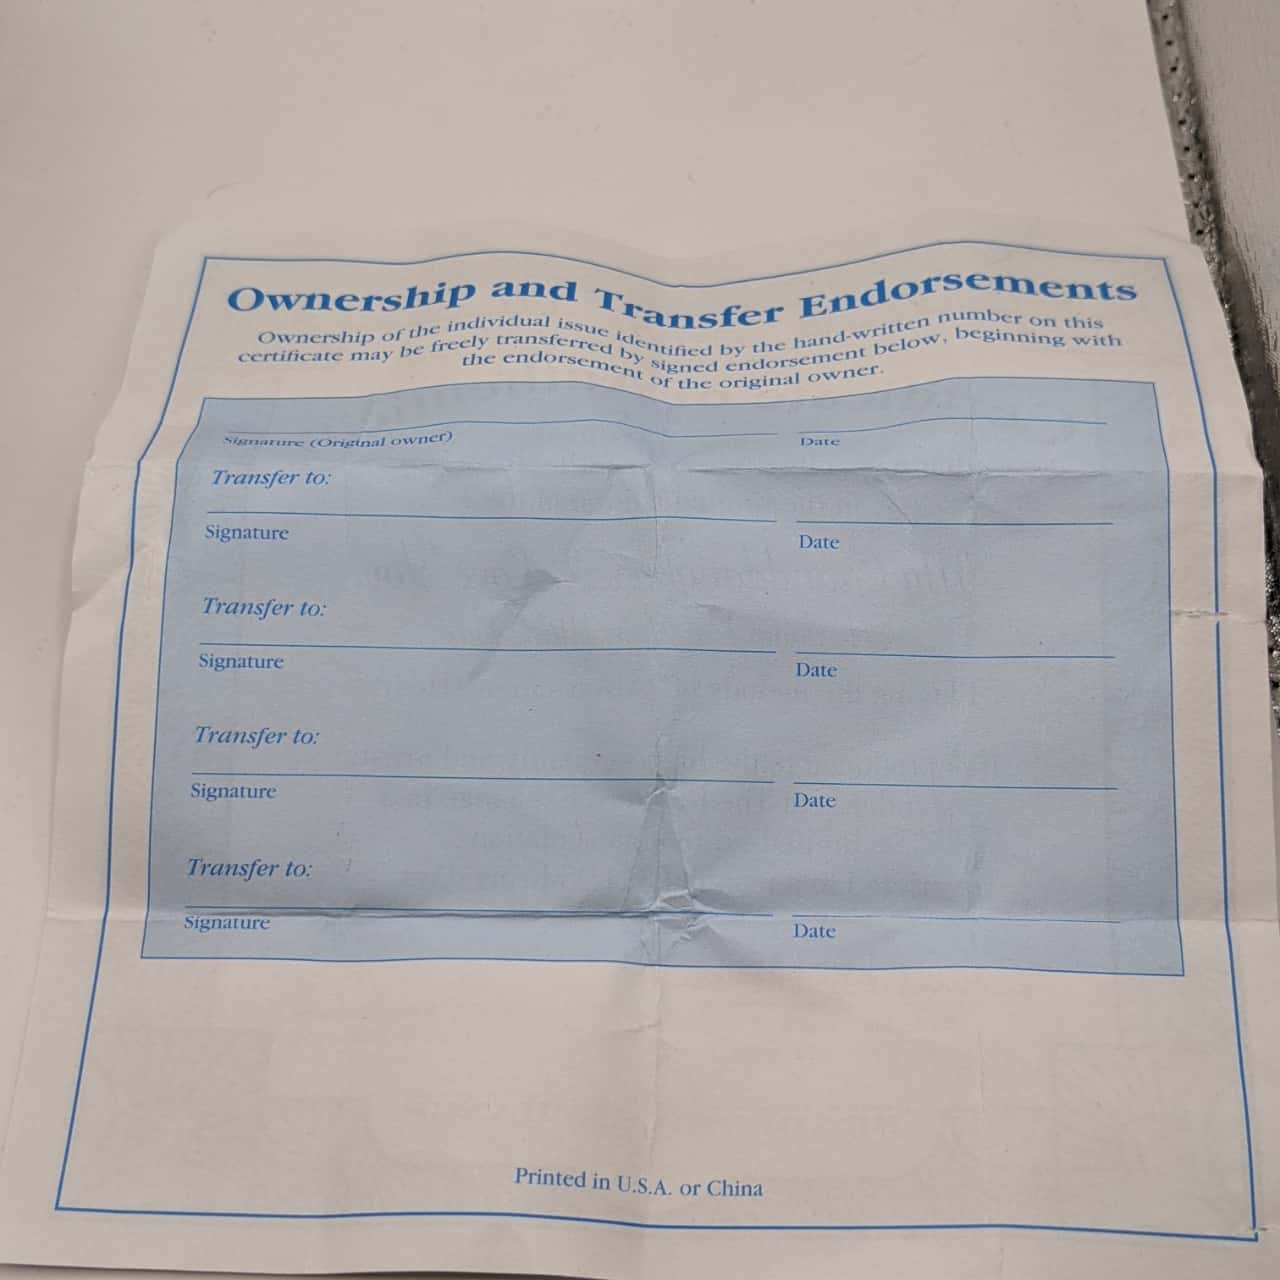 Ownership and Transfer Endorsements
Ownership of the individual issue identified by the hand-written number on this
certificate may be freely transferred by signed endorsement below, beginning with
the endorsement of the original owner.
Signature (Original owner) Date
Transfer to:
Signature Date
Transfer to:
Signature Date
Transfer to:
Signature Date
Transfer to:
Signature Date
Printed in U.S.A. or China